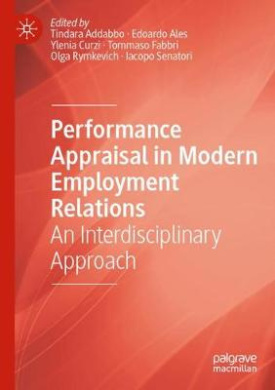 Edited by
Tindara Addabbo · Edoardo Ales
Ylenia Curzi · Tommaso Fabbri
Olga Rymkevich · Iacopo Senatori
Performance
Appraisal in Modern
Employment
Relations
An Interdisciplinary
Approach
palgrave
macmillan